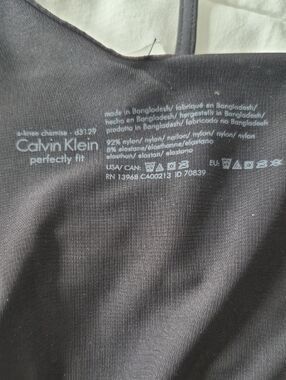 a-knee chemise - d3129
Calvin Klein
perfectly fit
made in Bangladesh/ fabriqué en Bangladesh/
hecho en Bangladesh/ hergestellt in Bangladesh/
produto in Bangladesh/ fabricado no Bangladesh
92% nylon/ nylon/ nailon/ nylon/ nylon/ nylon
8% elastane/ élasthanne/ elastano/
elasthan/ elastan/ elastano
USA/ CAN:
EU:
RN 13968 CA00213 ID 70839